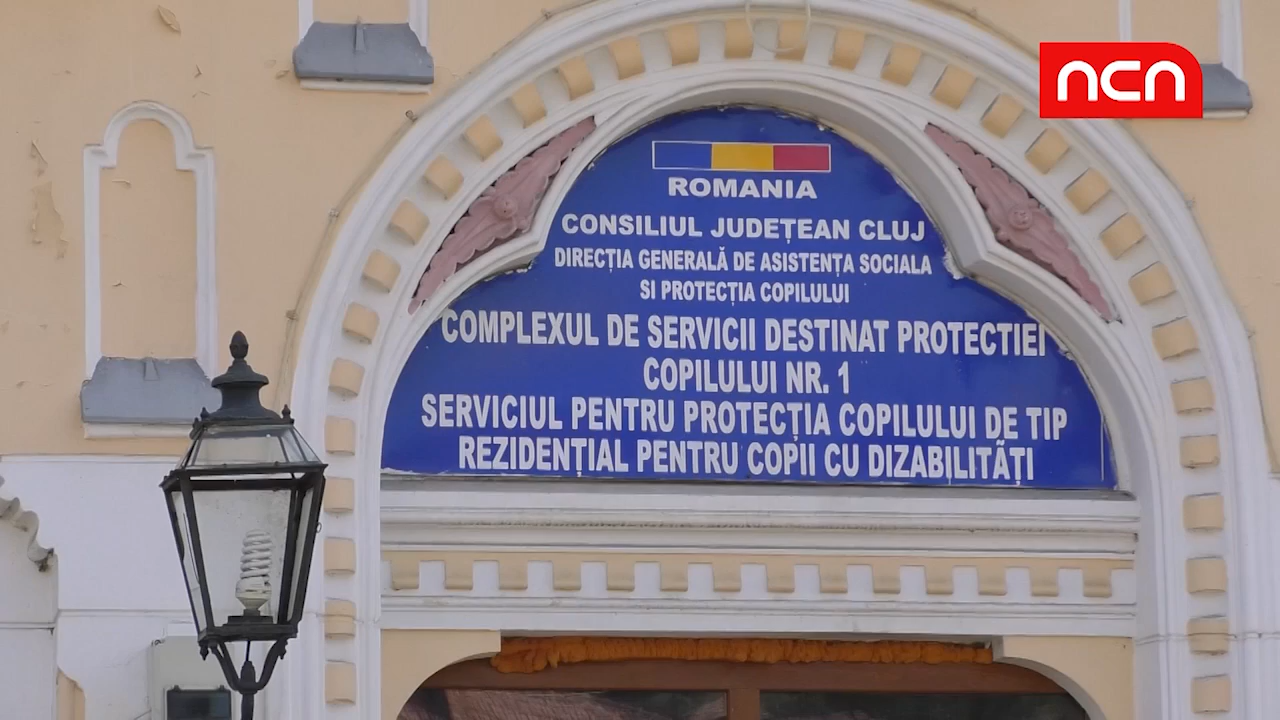 ncn
ROMANIA
CONSILIUL JUDEȚEAN CLUJ
DIRECȚIA GENERALĂ DE ASISTENȚA SOCIALA
SI PROTECȚIA COPILULUI
COMPLEXUL DE SERVICII DESTINAT PROTECTIEI
COPILULUI NR. 1
SERVICIUL PENTRU PROTECȚIA COPILULUI DE TIP
REZIDENȚIAL PENTRU COPII CU DIZABILITÃȚI